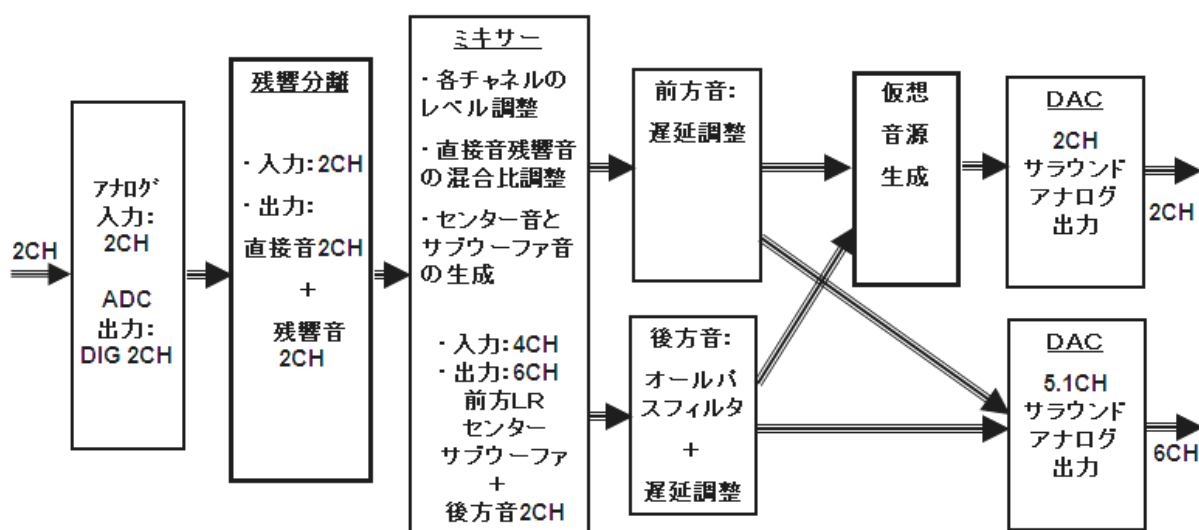 2CH
アナログ
入力:
2CH
ADC
出力:
DIG 2CH
残響分離
・入力:2CH
・出力:
直接音2CH
+
残響音
2CH
ミキサー
・各チャネルの
レベル調整
・直接音残響音
の混合比調整
・センター音と
サブウーファ音
の生成
・入力:4CH
・出力:6CH
前方LR
センター
サブウーファ
+
後方音2CH
前方音:
遅延調整
後方音:
オールパ
スフィルタ
+
遅延調整
仮想
音源
生成
DAC
2CH
サラウンド
アナログ
出力
2CH
DAC
5.1CH
サラウンド
アナログ
出力
6CH